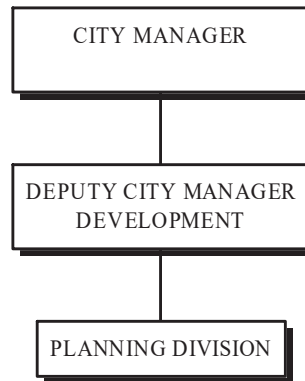 CITY MANAGER
DEPUTY CITY MANAGER
DEVELOPMENT
PLANNING DIVISION